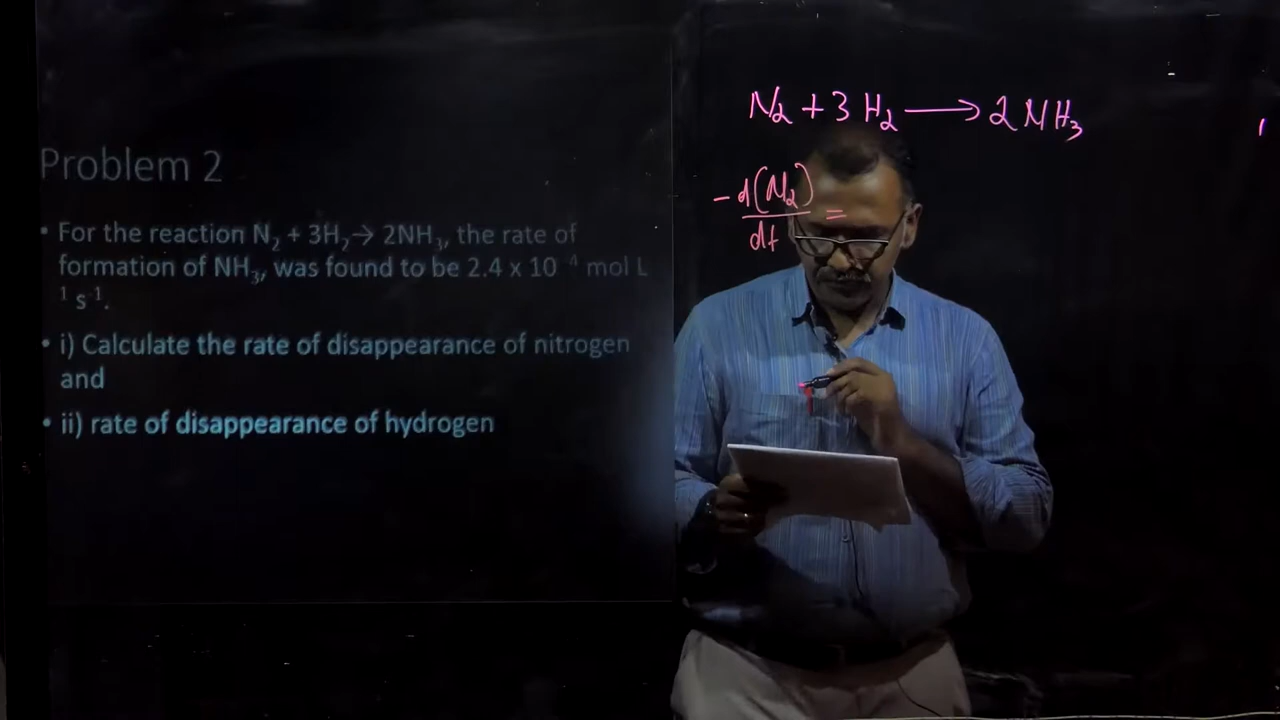 Problem 2
• For the reaction N₂ + 3H₂→ 2NH₃, the rate of
formation of NH₃, was found to be 2.4 x 10⁻⁴ mol L⁻
¹ s⁻¹.
• i) Calculate the rate of disappearance of nitrogen
and
• ii) rate of disappearance of hydrogen
N₂ + 3 H₂ ⟶ 2 NH₃
-d(N₂)/dt =